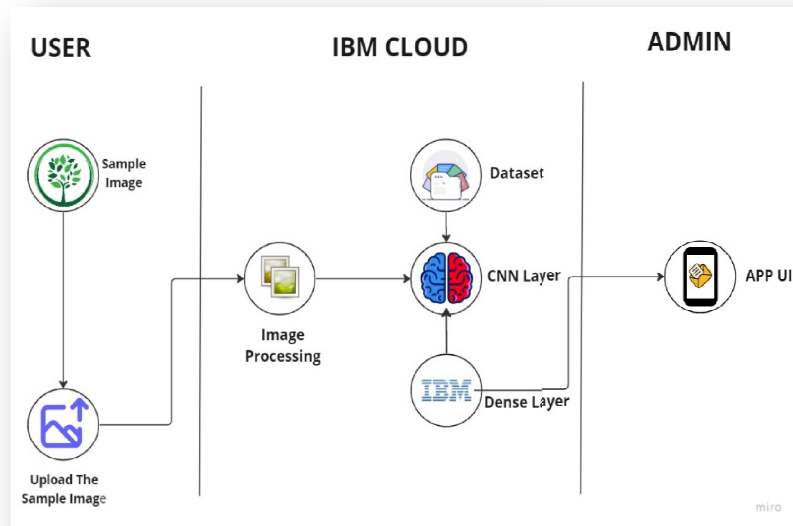 USER
IBM CLOUD
ADMIN
Sample
Image
Dataset
CNN Layer
APP UI
Image
Processing
IBM
Dense Layer
Upload The
Sample Image
miro